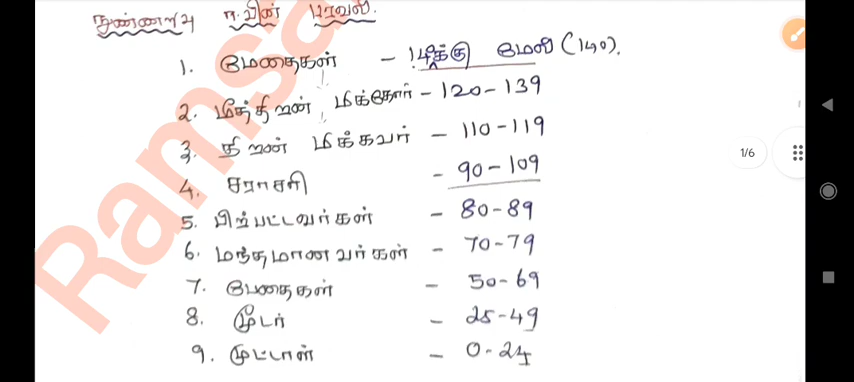 நுண்ணறிவு ஈவின் பரவல்.
1. மேதைகள் – 140க்கு மேல் (140).
2. மீத்திறன் மிக்கோர் – 120-139
3. திறன் மிக்கவர் – 110-119
4. சராசரி – 90-109
5. பிற்பட்டவர்கள் – 80-89
6. மந்தமானவர்கள் – 70-79
7. பேதைகள் – 50-69
8. மூடர் – 25-49
9. முட்டாள் – 0-24
1/6
Ramsa